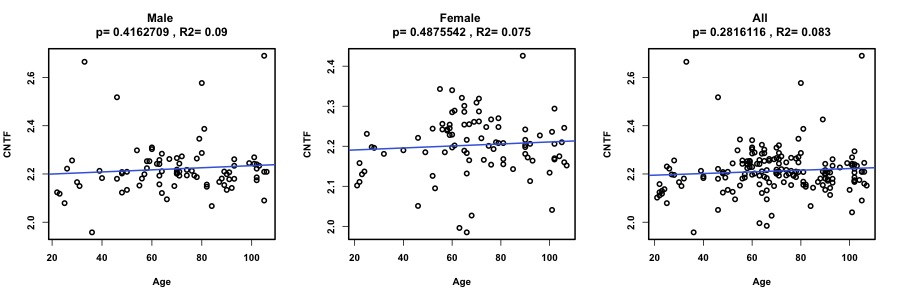 Male
p= 0.4162709 , R2= 0.09
CNTF
2.6
2.4
2.2
2.0
20 40 60 80 100
Age
Female
p= 0.4875542 , R2= 0.075
CNTF
2.4
2.3
2.2
2.1
2.0
20 40 60 80 100
Age
All
p= 0.2816116 , R2= 0.083
CNTF
2.6
2.4
2.2
2.0
20 40 60 80 100
Age